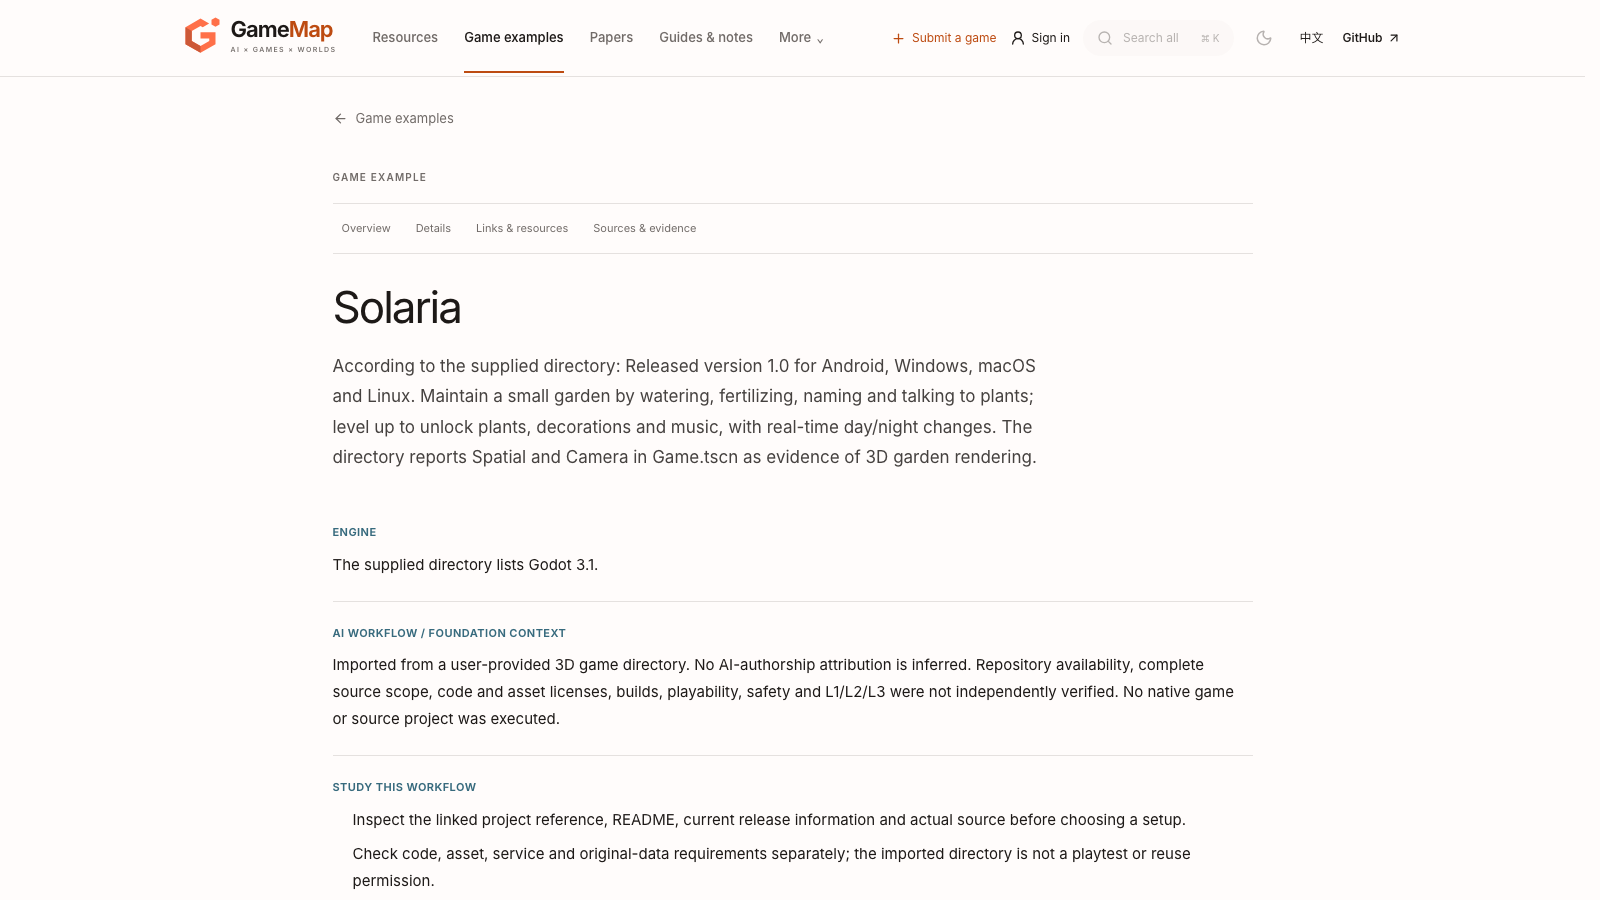 GameMap
AI × GAMES × WORLDS
Resources
Game examples
Papers
Guides & notes
More
Submit a game
Sign in
Search all
⌘ K
中文
GitHub
Game examples
GAME EXAMPLE
Overview
Details
Links & resources
Sources & evidence
Solaria
According to the supplied directory: Released version 1.0 for Android, Windows, macOS
and Linux. Maintain a small garden by watering, fertilizing, naming and talking to plants;
level up to unlock plants, decorations and music, with real-time day/night changes. The
directory reports Spatial and Camera in Game.tscn as evidence of 3D garden rendering.
ENGINE
The supplied directory lists Godot 3.1.
AI WORKFLOW / FOUNDATION CONTEXT
Imported from a user-provided 3D game directory. No AI-authorship attribution is inferred. Repository availability, complete
source scope, code and asset licenses, builds, playability, safety and L1/L2/L3 were not independently verified. No native game
or source project was executed.
STUDY THIS WORKFLOW
Inspect the linked project reference, README, current release information and actual source before choosing a setup.
Check code, asset, service and original-data requirements separately; the imported directory is not a playtest or reuse
permission.